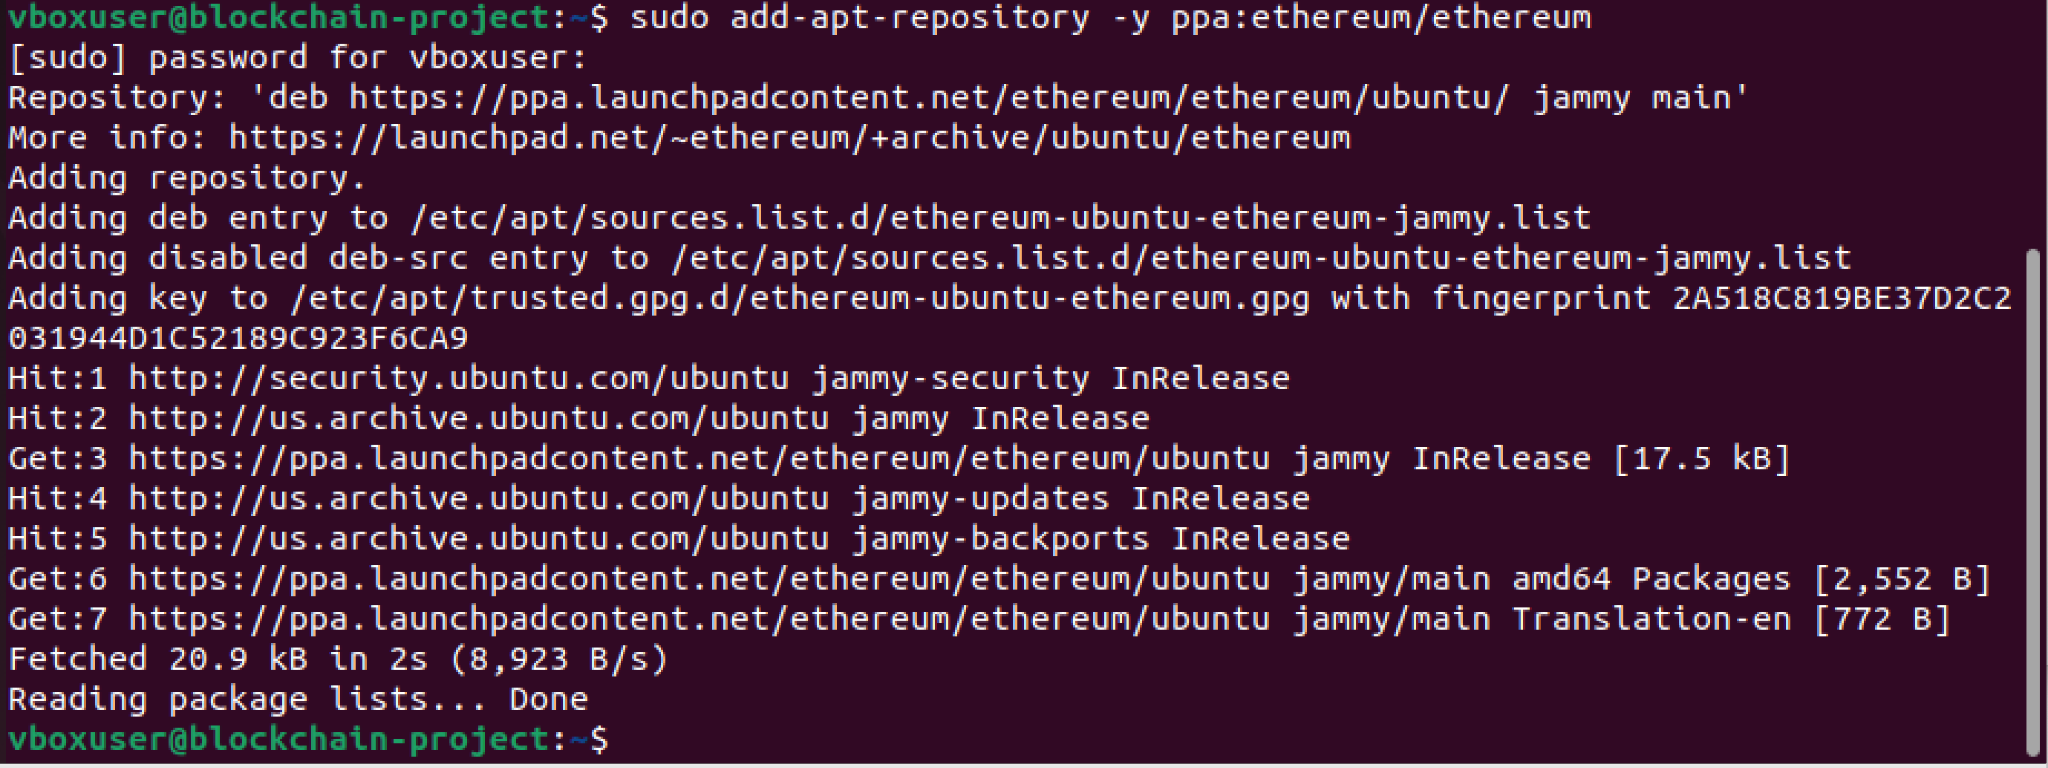 vboxuser@blockchain-project:~$ sudo add-apt-repository -y ppa:ethereum/ethereum
[sudo] password for vboxuser:
Repository: 'deb https://ppa.launchpadcontent.net/ethereum/ethereum/ubuntu/ jammy main'
More info: https://launchpad.net/~ethereum/+archive/ubuntu/ethereum
Adding repository.
Adding deb entry to /etc/apt/sources.list.d/ethereum-ubuntu-ethereum-jammy.list
Adding disabled deb-src entry to /etc/apt/sources.list.d/ethereum-ubuntu-ethereum-jammy.list
Adding key to /etc/apt/trusted.gpg.d/ethereum-ubuntu-ethereum.gpg with fingerprint 2A518C819BE37D2C2
031944D1C52189C923F6CA9
Hit:1 http://security.ubuntu.com/ubuntu jammy-security InRelease
Hit:2 http://us.archive.ubuntu.com/ubuntu jammy InRelease
Get:3 https://ppa.launchpadcontent.net/ethereum/ethereum/ubuntu jammy InRelease [17.5 kB]
Hit:4 http://us.archive.ubuntu.com/ubuntu jammy-updates InRelease
Hit:5 http://us.archive.ubuntu.com/ubuntu jammy-backports InRelease
Get:6 https://ppa.launchpadcontent.net/ethereum/ethereum/ubuntu jammy/main amd64 Packages [2,552 B]
Get:7 https://ppa.launchpadcontent.net/ethereum/ethereum/ubuntu jammy/main Translation-en [772 B]
Fetched 20.9 kB in 2s (8,923 B/s)
Reading package lists... Done
vboxuser@blockchain-project:~$